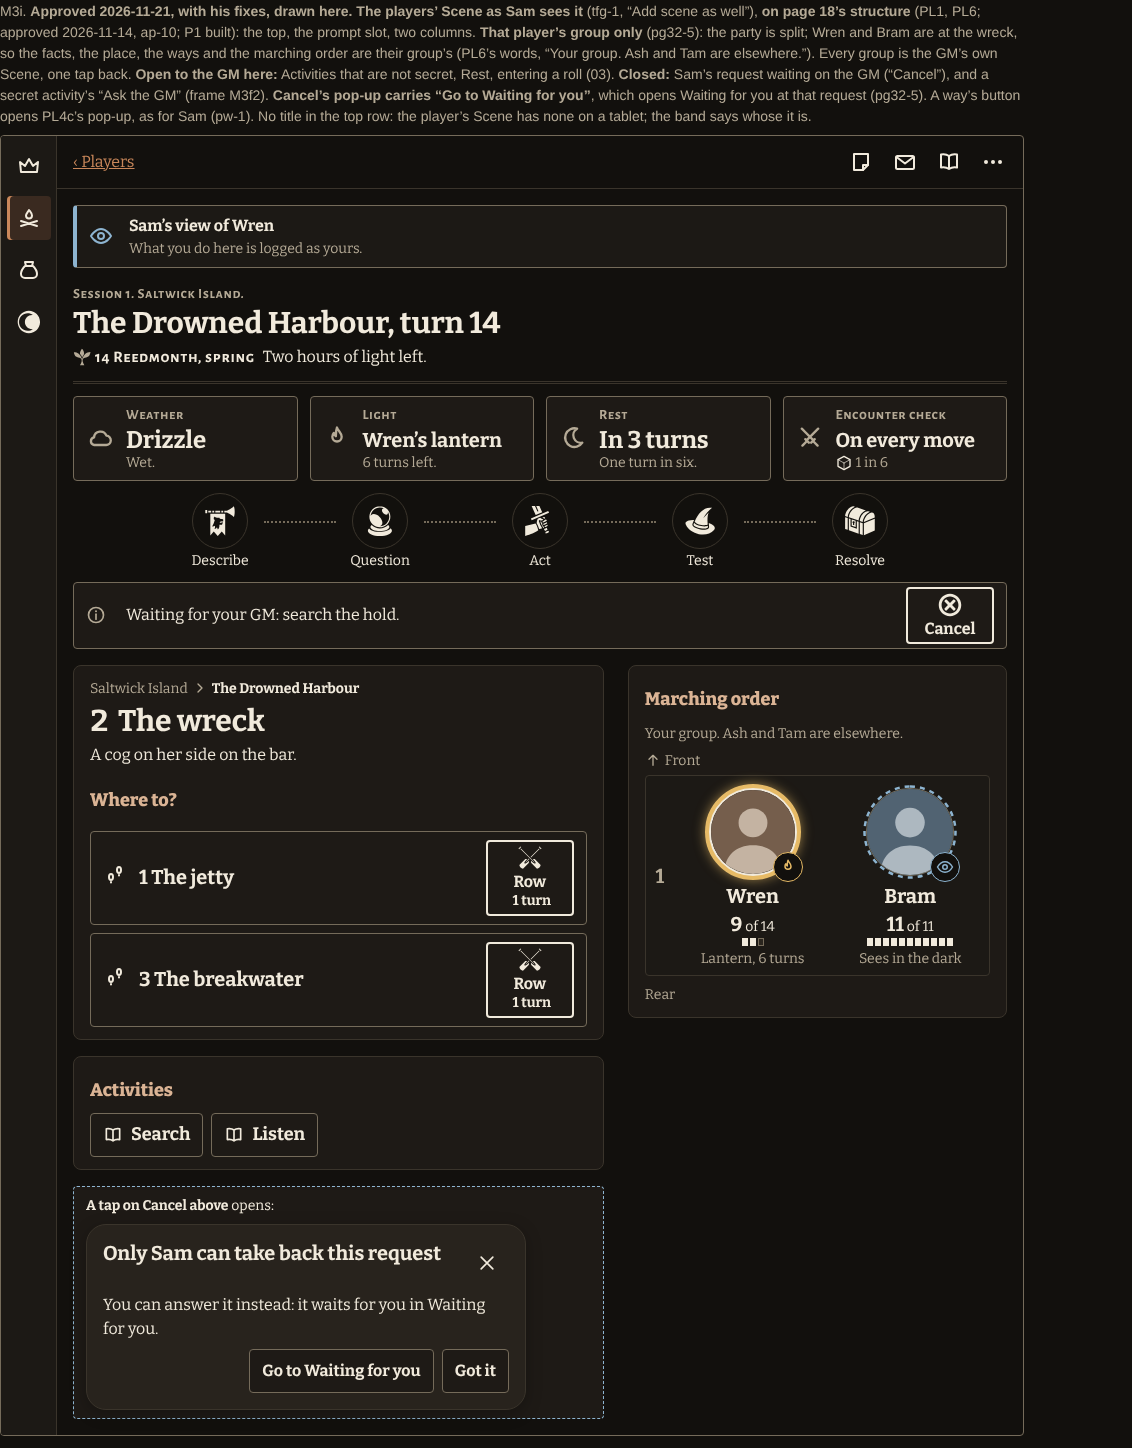 M3i. Approved 2026-11-21, with his fixes, drawn here. The players’ Scene as Sam sees it (tfg-1, “Add scene as well”), on page 18’s structure (PL1, PL6;
approved 2026-11-14, ap-10; P1 built): the top, the prompt slot, two columns. That player’s group only (pg32-5): the party is split; Wren and Bram are at the wreck,
so the facts, the place, the ways and the marching order are their group’s (PL6’s words, “Your group. Ash and Tam are elsewhere.”). Every group is the GM’s own
Scene, one tap back. Open to the GM here: Activities that are not secret, Rest, entering a roll (03). Closed: Sam’s request waiting on the GM (“Cancel”), and a
secret activity’s “Ask the GM” (frame M3f2). Cancel’s pop-up carries “Go to Waiting for you”, which opens Waiting for you at that request (pg32-5). A way’s button
opens PL4c’s pop-up, as for Sam (pw-1). No title in the top row: the player’s Scene has none on a tablet; the band says whose it is.
‹ Players
Sam’s view of Wren
What you do here is logged as yours.
Session 1. Saltwick Island.
The Drowned Harbour, turn 14
14 Reedmonth, spring Two hours of light left.
Weather
Drizzle
Wet.
Light
Wren’s lantern
6 turns left.
Rest
In 3 turns
One turn in six.
Encounter check
On every move
1 in 6
Describe
Question
Act
Test
Resolve
Waiting for your GM: search the hold.
Cancel
Saltwick Island > The Drowned Harbour
2 The wreck
A cog on her side on the bar.
Where to?
1 The jetty
Row
1 turn
3 The breakwater
Row
1 turn
Marching order
Your group. Ash and Tam are elsewhere.
↑ Front
1
Wren
9 of 14
Lantern, 6 turns
Bram
11 of 11
Sees in the dark
Rear
Activities
Search
Listen
A tap on Cancel above opens:
Only Sam can take back this request
You can answer it instead: it waits for you in Waiting
for you.
Go to Waiting for you
Got it